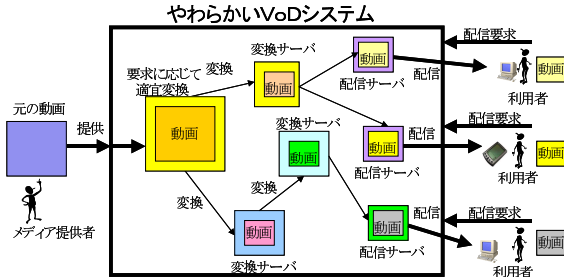 やわらかいVoDシステム
元の動画
提供
メディア提供者
要求に応じて
適宜変換
動画
変換
変換サーバ
動画
変換
動画
変換サーバ
変換
変換サーバ
動画
動画
配信サーバ
動画
配信サーバ
動画
配信サーバ
配信要求
配信
動画
利用者
配信要求
配信
動画
利用者
配信要求
配信
動画
利用者